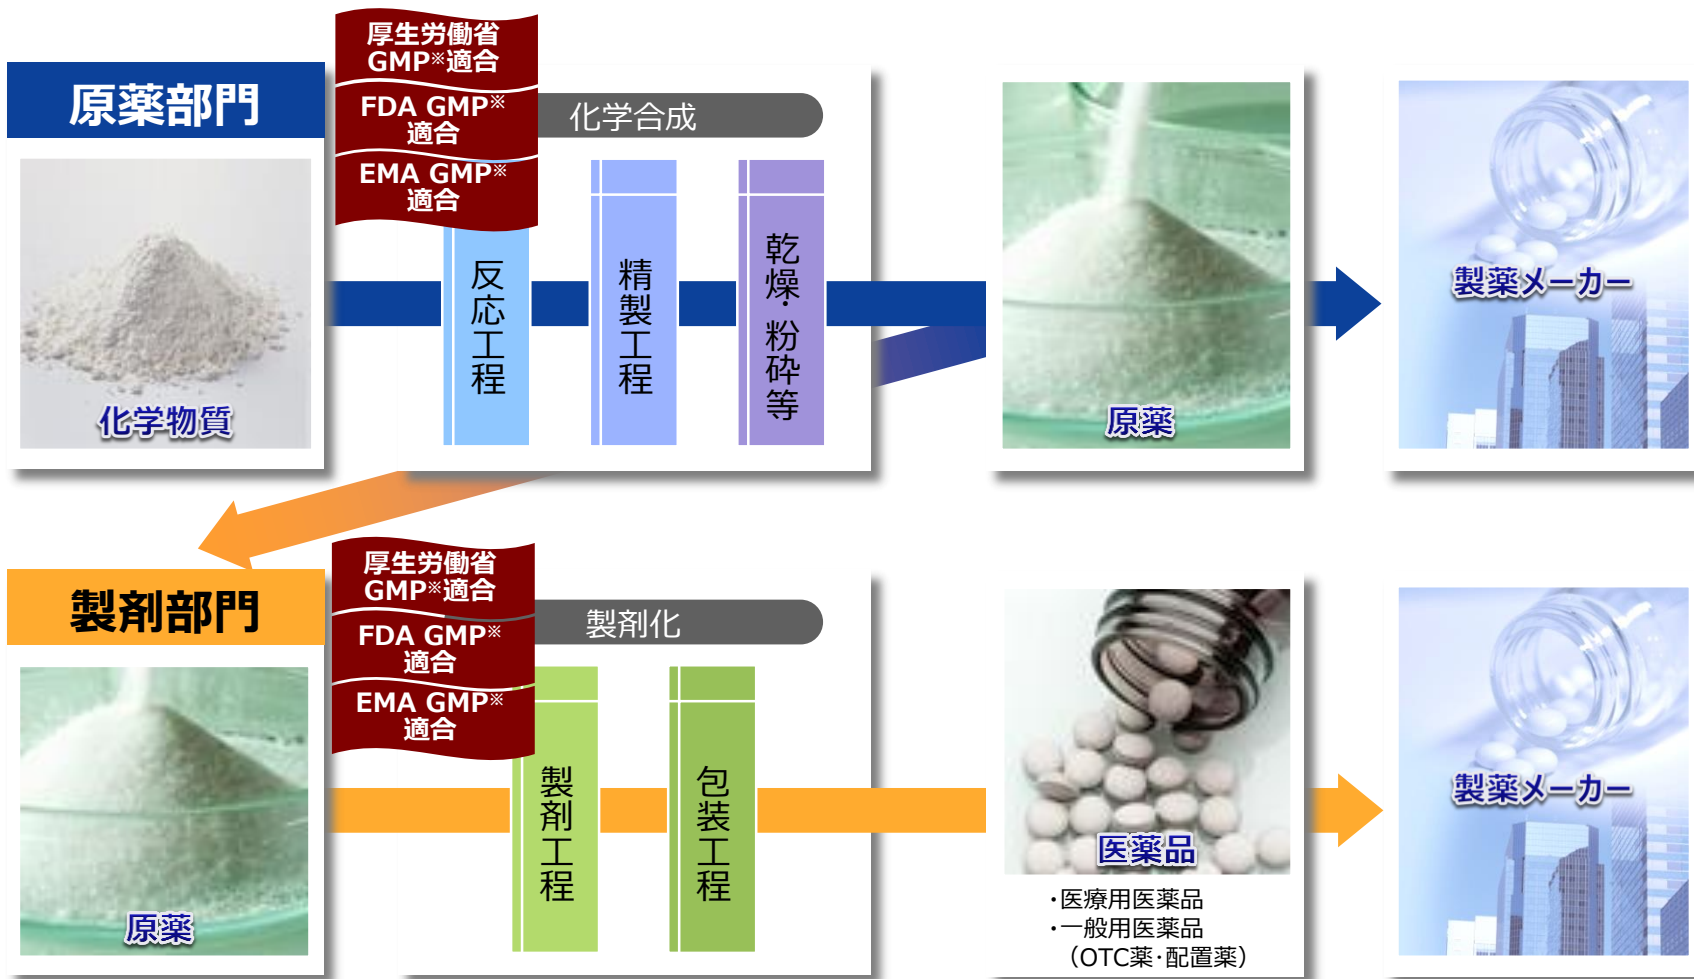 原薬部門
厚生労働省
GMP※適合
FDA GMP※
適合
EMA GMP※
適合
化学合成
反応工程
精製工程
乾燥・粉砕等
化学物質
原薬
製薬メーカー
製剤部門
厚生労働省
GMP※適合
FDA GMP※
適合
EMA GMP※
適合
製剤化
製剤工程
包装工程
原薬
医薬品
・医療用医薬品
・一般用医薬品
（OTC薬・配置薬）
製薬メーカー